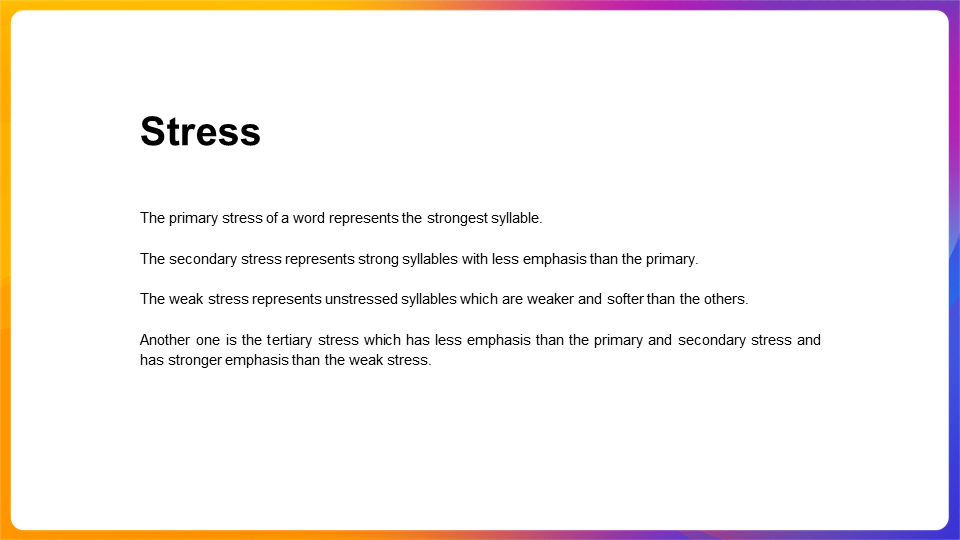 Stress
The primary stress of a word represents the strongest syllable.
The secondary stress represents strong syllables with less emphasis than the primary.
The weak stress represents unstressed syllables which are weaker and softer than the others.
Another one is the tertiary stress which has less emphasis than the primary and secondary stress and
has stronger emphasis than the weak stress.